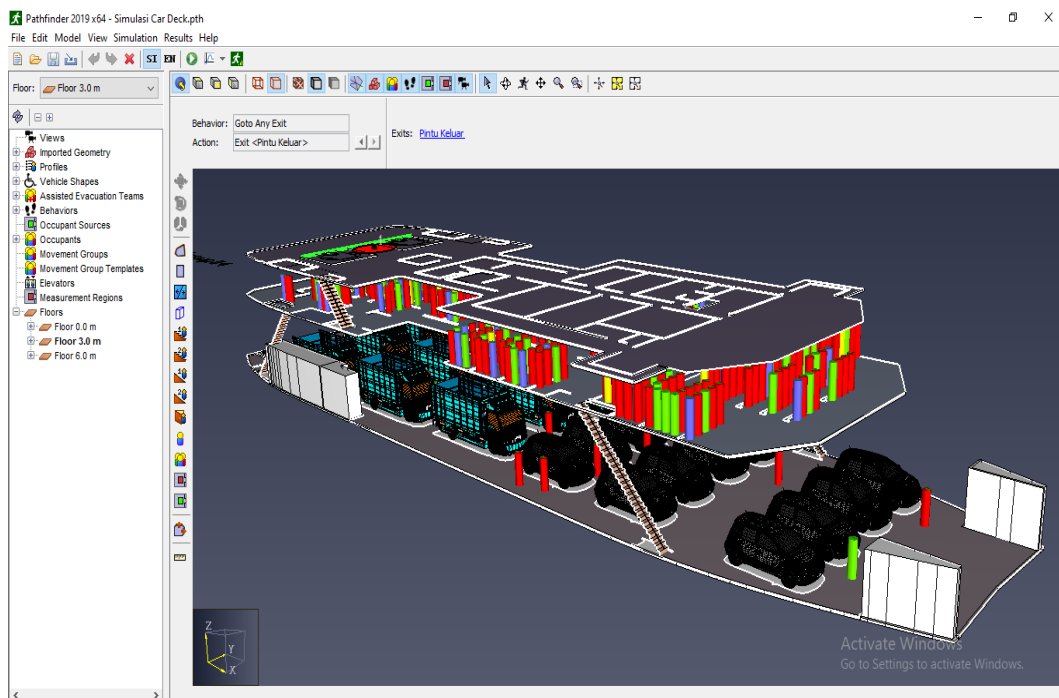 Pathfinder 2019 x64 - Simulasi Car Deck.pth
File Edit Model View Simulation Results Help
SI EN
Floor: Floor 3.0 m
Behavior: Goto Any Exit
Action: Exit <Pintu Keluar>
Exits: Pintu Keluar
Views
Imported Geometry
Profiles
Vehicle Shapes
Assisted Evacuation Teams
Behaviors
Occupant Sources
Occupants
Movement Groups
Movement Group Templates
Elevators
Measurement Regions
Floors
Floor 0.0 m
Floor 3.0 m
Floor 6.0 m
Z
Y
X
Activate Windows
Go to Settings to activate Windows.